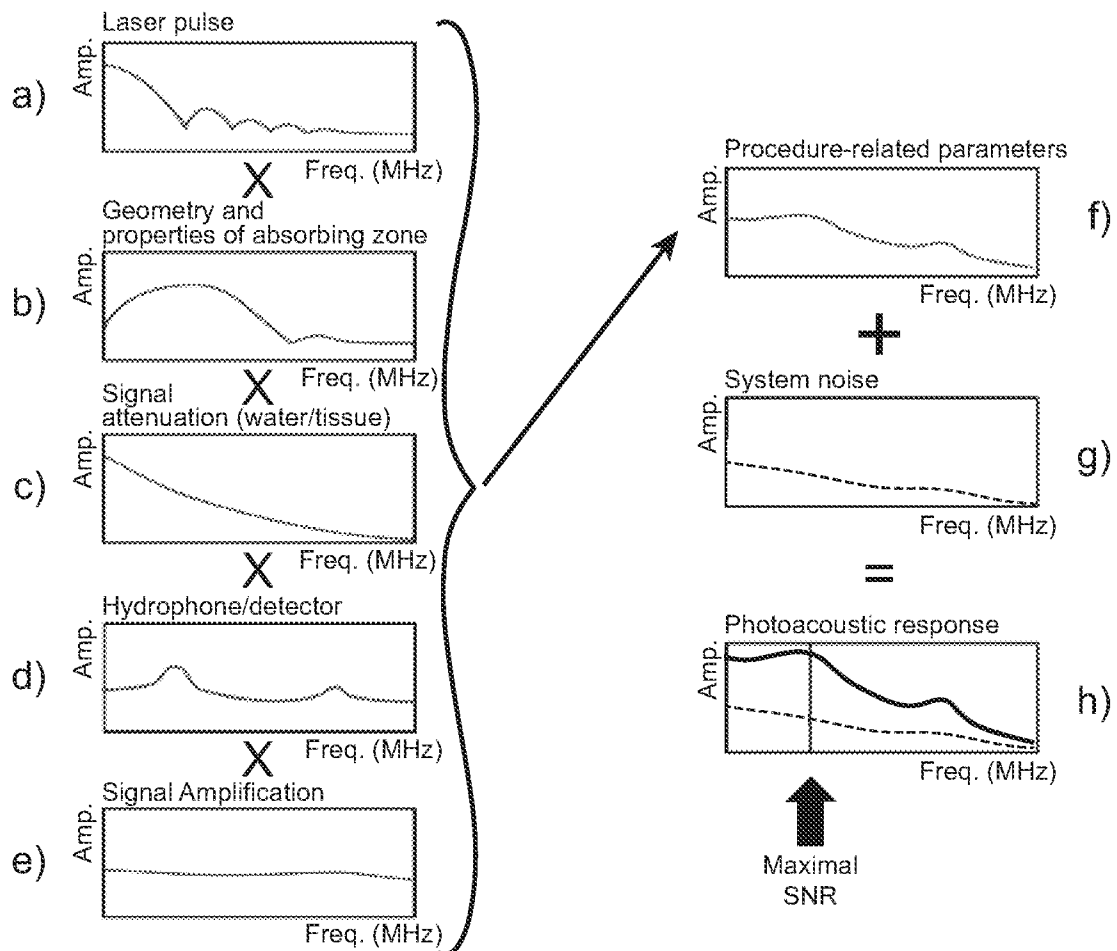 Laser pulse
a)
Amp.
Freq. (MHz)
X
Geometry and
properties of absorbing zone
b)
Amp.
Freq. (MHz)
X
Signal
attenuation (water/tissue)
c)
Amp.
Freq. (MHz)
X
Hydrophone/detector
d)
Amp.
Freq. (MHz)
X
Signal Amplification
e)
Amp.
Freq. (MHz)
Procedure-related parameters
Amp.
f)
Freq. (MHz)
+
System noise
Amp.
g)
Freq. (MHz)
=
Photoacoustic response
Amp.
h)
Freq. (MHz)
Maximal
SNR